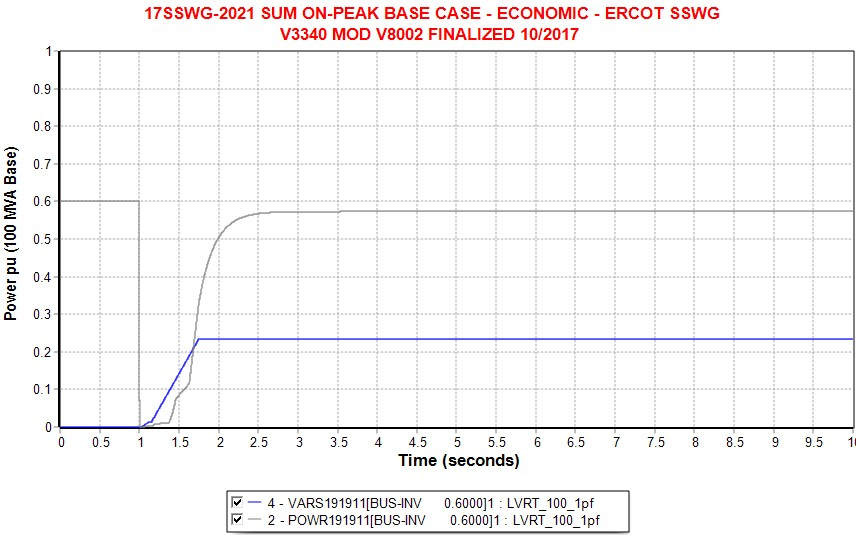 17SSWG-2021 SUM ON-PEAK BASE CASE - ECONOMIC - ERCOT SSWG
V3340 MOD V8002 FINALIZED 10/2017
Power pu (100 MVA Base)
1
0.9
0.8
0.7
0.6
0.5
0.4
0.3
0.2
0.1
0
0 0.5 1 1.5 2 2.5 3 3.5 4 4.5 5 5.5 6 6.5 7 7.5 8 8.5 9 9.5 10
Time (seconds)
4 - VARS191911[BUS-INV 0.6000]1 : LVRT_100_1pf
2 - POWR191911[BUS-INV 0.6000]1 : LVRT_100_1pf